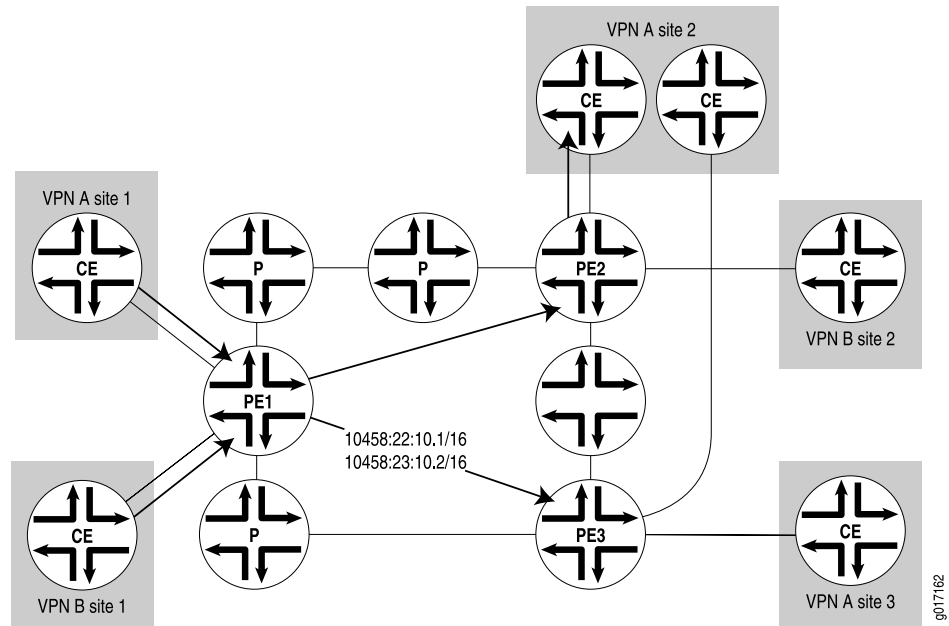 VPN A site 2
CE
CE
VPN A site 1
CE
P
P
PE2
CE
VPN B site 2
PE1
10458:22:10.1/16
10458:23:10.2/16
CE
P
PE3
CE
VPN B site 1
VPN A site 3
g017162